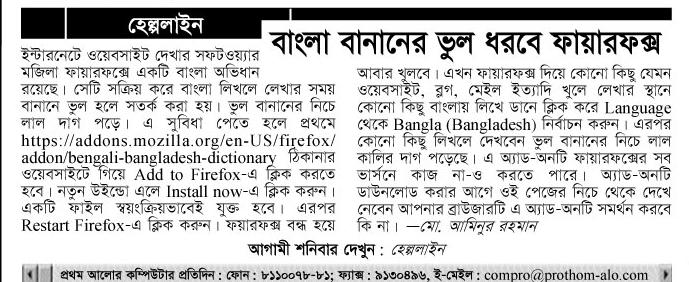 হেল্পলাইন
বাংলা বানানের ভুল ধরবে ফায়ারফক্স
ইন্টারনেটে ওয়েবসাইট দেখার সফটওয়্যার
মজিলা ফায়ারফক্সে একটি বাংলা অভিধান
রয়েছে। সেটি সক্রিয় করে বাংলা লিখলে লেখার সময়
বানানে ভুল হলে সতর্ক করা হয়। ভুল বানানের নিচে
লাল দাগ পড়ে। এ সুবিধা পেতে হলে প্রথমে
https://addons.mozilla.org/en-US/firefox/
addon/bengali-bangladesh-dictionary ঠিকানার
ওয়েবসাইটে গিয়ে Add to Firefox-এ ক্লিক করতে
হবে। নতুন উইন্ডো এলে Install now-এ ক্লিক করুন।
একটি ফাইল স্বয়ংক্রিয়ভাবেই যুক্ত হবে। এরপর
Restart Firefox-এ ক্লিক করুন। ফায়রফক্স বন্ধ হয়ে
আবার খুলবে। এখন ফায়ারফক্স দিয়ে কোনো কিছু যেমন
ওয়েবসাইট, ব্লগ, মেইল ইত্যাদি খুলে লেখার স্থানে
কোনো কিছু বাংলায় লিখে ডানে ক্লিক করে Language
থেকে Bangla (Bangladesh) নির্বাচন করুন। এরপর
কোনো কিছু লিখলে দেখবেন ভুল বানানের নিচে লাল
কালির দাগ পড়েছে। এ অ্যাড-অনটি ফায়ারফক্সের সব
ভার্সনে কাজ না-ও করতে পারে। অ্যাড-অনটি
ডাউনলোড করার আগে ওই পেজের নিচ থেকে দেখে
নেবেন আপনার ব্রাউজারটি এ অ্যাড-অনটি সমর্থন করবে
কি না। —মো. আমিনুর রহমান
আগামী শনিবার দেখুন : হেল্পলাইন
প্রথম আলোর কম্পিউটার প্রতিদিন : ফোন : ৮১১০০৭৮-৮১; ফ্যাক্স : ৯১৩০৪৯৬, ই-মেইল : compro@prothom-alo.com